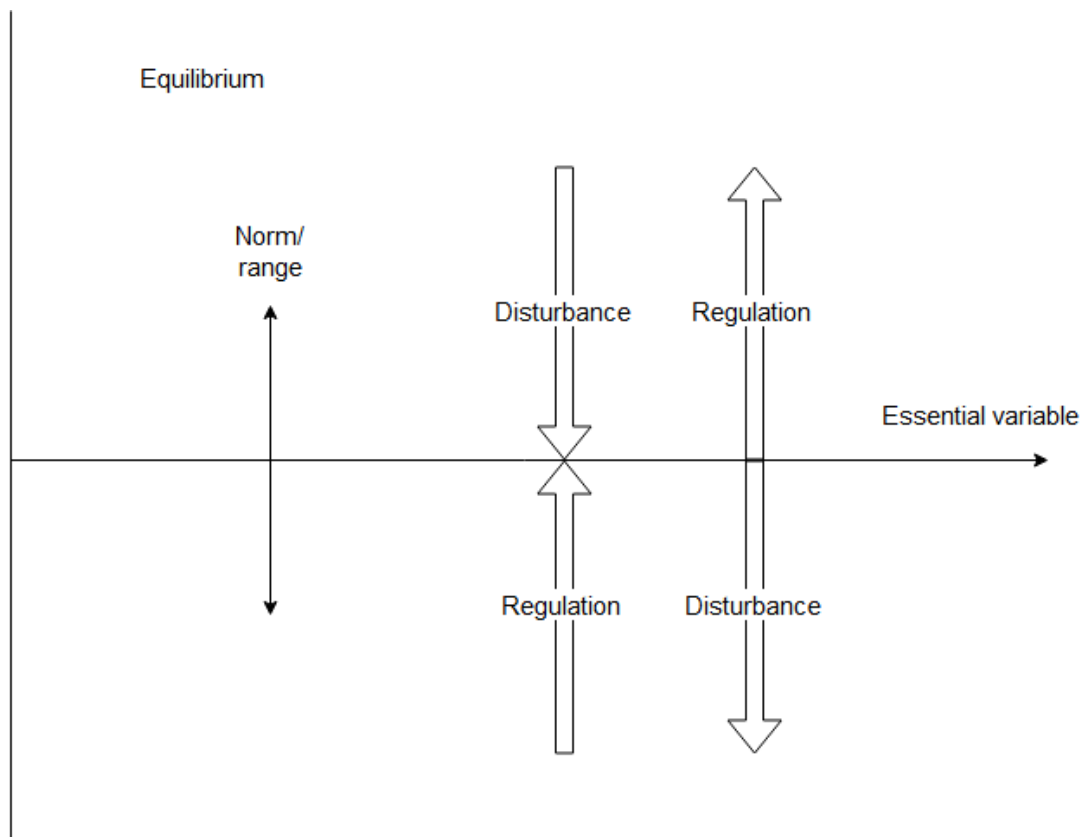 Equilibrium
Norm/
range
Disturbance
Regulation
Essential variable
Regulation
Disturbance